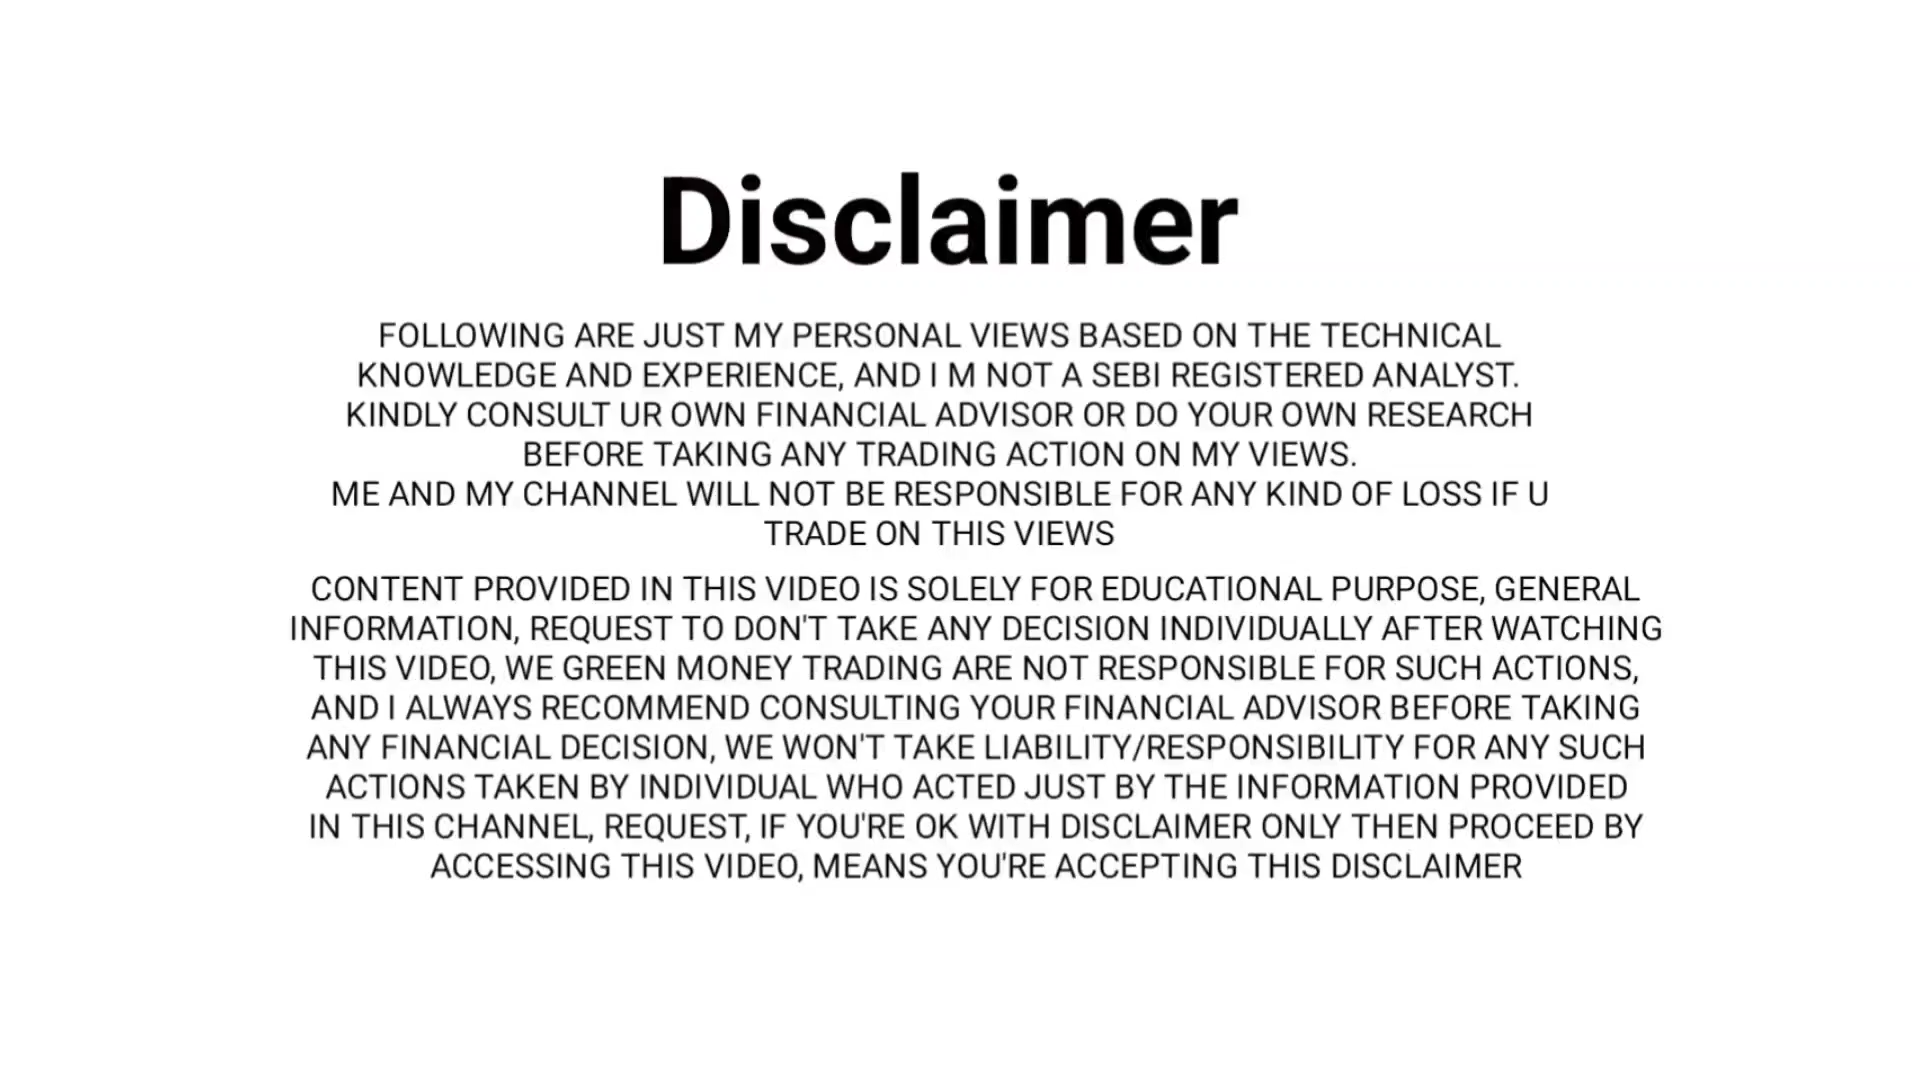 Disclaimer
FOLLOWING ARE JUST MY PERSONAL VIEWS BASED ON THE TECHNICAL
KNOWLEDGE AND EXPERIENCE, AND I M NOT A SEBI REGISTERED ANALYST.
KINDLY CONSULT UR OWN FINANCIAL ADVISOR OR DO YOUR OWN RESEARCH
BEFORE TAKING ANY TRADING ACTION ON MY VIEWS.
ME AND MY CHANNEL WILL NOT BE RESPONSIBLE FOR ANY KIND OF LOSS IF U
TRADE ON THIS VIEWS
CONTENT PROVIDED IN THIS VIDEO IS SOLELY FOR EDUCATIONAL PURPOSE, GENERAL
INFORMATION, REQUEST TO DON'T TAKE ANY DECISION INDIVIDUALLY AFTER WATCHING
THIS VIDEO, WE GREEN MONEY TRADING ARE NOT RESPONSIBLE FOR SUCH ACTIONS,
AND I ALWAYS RECOMMEND CONSULTING YOUR FINANCIAL ADVISOR BEFORE TAKING
ANY FINANCIAL DECISION, WE WON'T TAKE LIABILITY/RESPONSIBILITY FOR ANY SUCH
ACTIONS TAKEN BY INDIVIDUAL WHO ACTED JUST BY THE INFORMATION PROVIDED
IN THIS CHANNEL, REQUEST, IF YOU'RE OK WITH DISCLAIMER ONLY THEN PROCEED BY
ACCESSING THIS VIDEO, MEANS YOU'RE ACCEPTING THIS DISCLAIMER